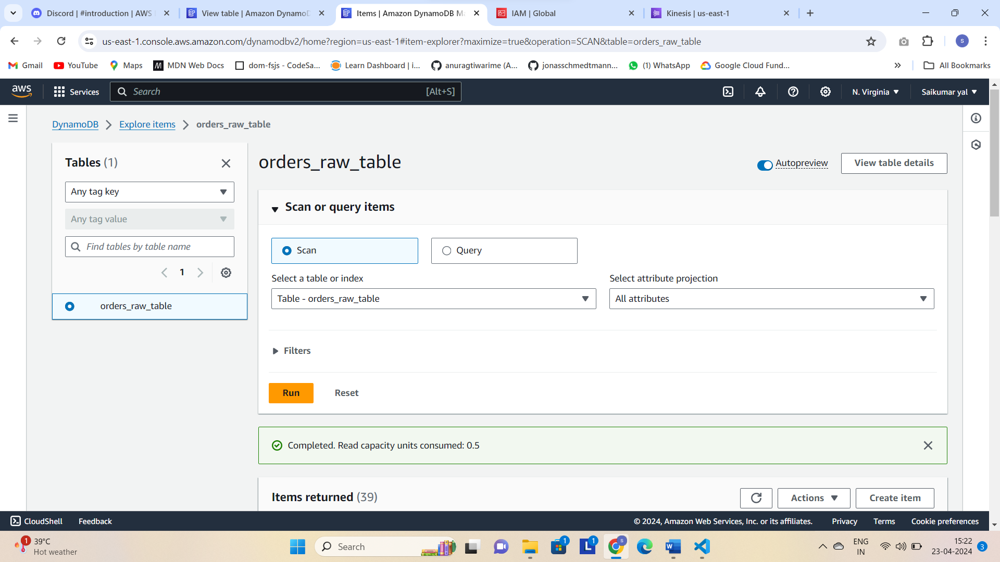 Discord | #introduction | AWS
View table | Amazon DynamoD
Items | Amazon DynamoDB Ma
IAM | Global
Kinesis | us-east-1
us-east-1.console.aws.amazon.com/dynamodbv2/home?region=us-east-1#item-explorer?maximize=true&operation=SCAN&table=orders_raw_table
S
Gmail
YouTube
Maps
MDN Web Docs
dom-fsjs - CodeSa...
Learn Dashboard | i...
anuragtiwarime (A...
jonasschmedtmann...
(1) WhatsApp
Google Cloud Fund...
All Bookmarks
aws
Services
Search
[Alt+S]
N. Virginia
Saikumar yal
DynamoDB
Explore items
orders_raw_table
Tables (1)
Any tag key
Any tag value
Find tables by table name
1
orders_raw_table
orders_raw_table
Autopreview
View table details
Scan or query items
Scan
Query
Select a table or index
Table - orders_raw_table
Select attribute projection
All attributes
Filters
Run
Reset
Completed. Read capacity units consumed: 0.5
Items returned (39)
Actions
Create item
CloudShell
Feedback
© 2024, Amazon Web Services, Inc. or its affiliates.
Privacy
Terms
Cookie preferences
1
39°C
Hot weather
Search
1
L
1
S
W
ENG
IN
15:22
23-04-2024
3